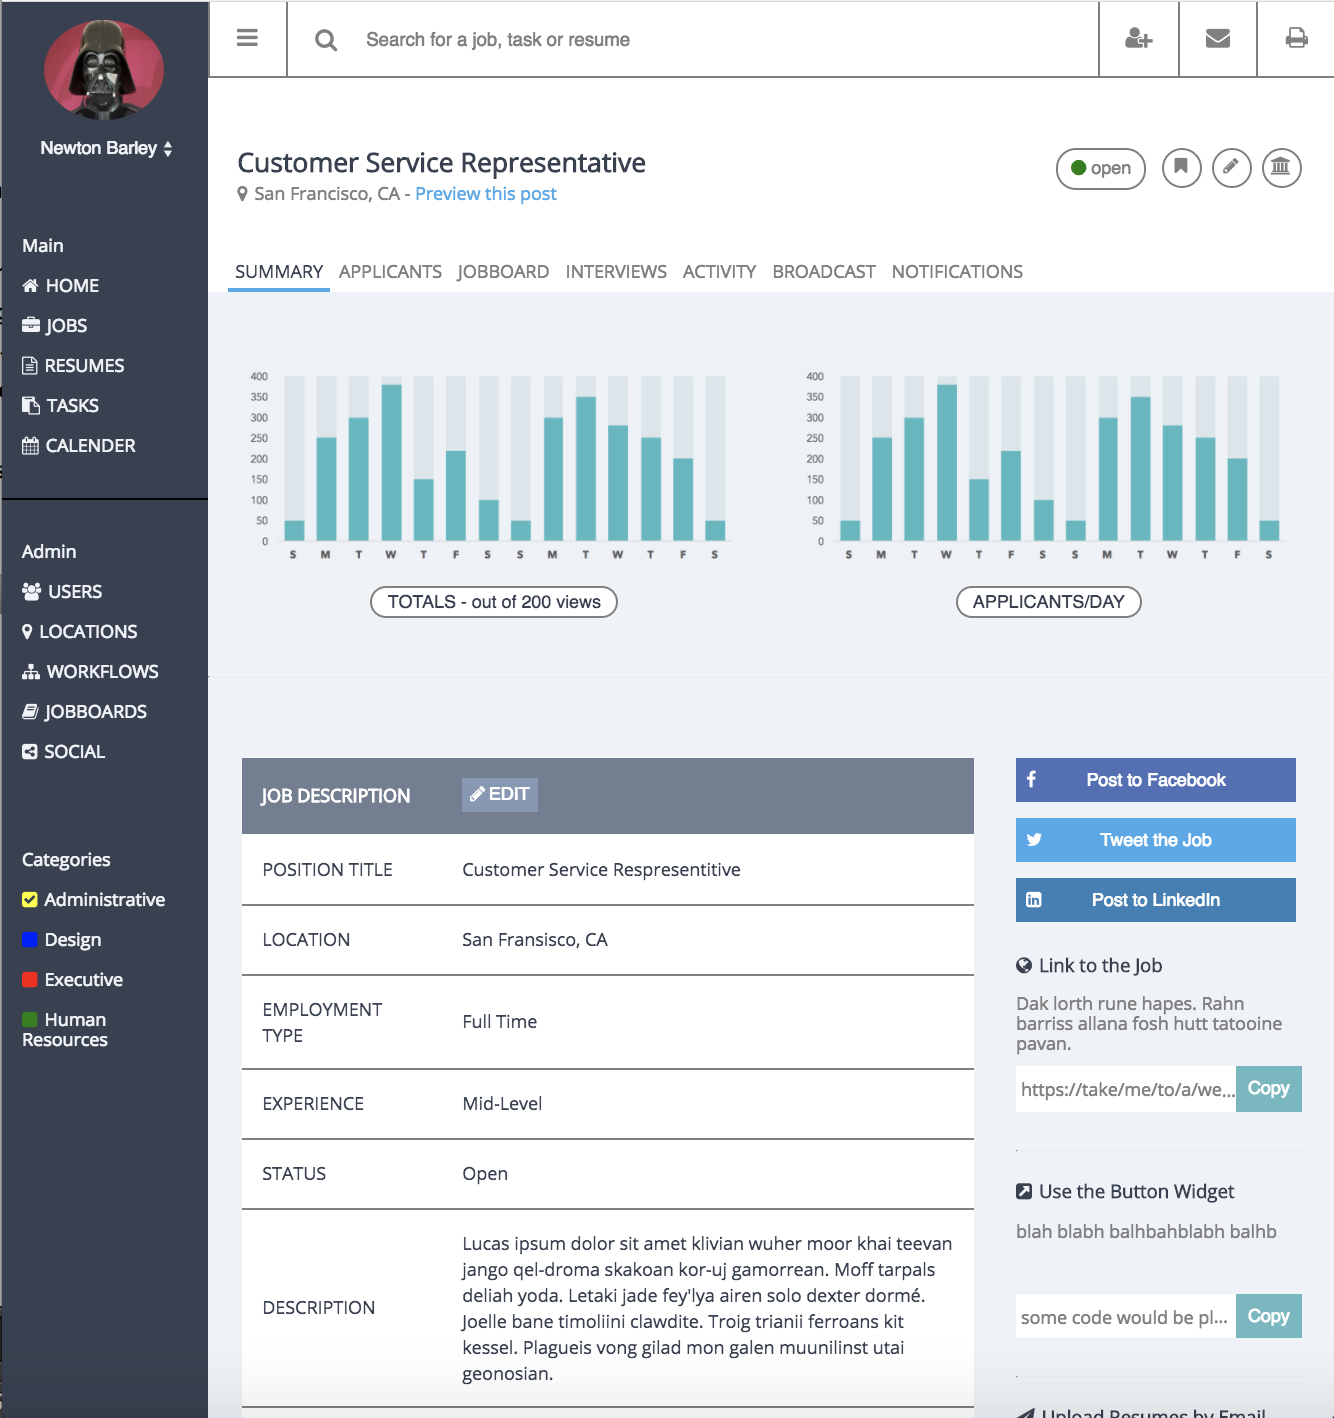 Newton Barley
Main
HOME
JOBS
RESUMES
TASKS
CALENDER
Admin
USERS
LOCATIONS
WORKFLOWS
JOBBOARDS
SOCIAL
Categories
Administrative
Design
Executive
Human
Resources
Search for a job, task or resume
Customer Service Representative
San Francisco, CA - Preview this post
open
SUMMARY APPLICANTS JOBBOARD INTERVIEWS ACTIVITY BROADCAST NOTIFICATIONS
400
350
300
250
200
150
100
50
0
S M T W T F S S M T W T F S
TOTALS - out of 200 views
400
350
300
250
200
150
100
50
0
S M T W T F S S M T W T F S
APPLICANTS/DAY
JOB DESCRIPTION EDIT
POSITION TITLE Customer Service Respresentitive
LOCATION San Fransisco, CA
EMPLOYMENT
TYPE
Full Time
EXPERIENCE Mid-Level
STATUS Open
DESCRIPTION
Lucas ipsum dolor sit amet klivian wuher moor khai teevan
jango qel-droma skakoan kor-uj gamorrean. Moff tarpals
deliah yoda. Letaki jade fey'lya airen solo dexter dormé.
Joelle bane timoliini clawdite. Troig trianii ferroans kit
kessel. Plagueis vong gilad mon galen muunilinst utai
geonosian.
Post to Facebook
Tweet the Job
Post to LinkedIn
Link to the Job
Dak lorth rune hapes. Rahn
barriss allana fosh hutt tatooine
pavan.
https://take/me/to/a/we... Copy
Use the Button Widget
blah blabh balhbahblabh balhb
some code would be pl... Copy
Upload Resumes by Email